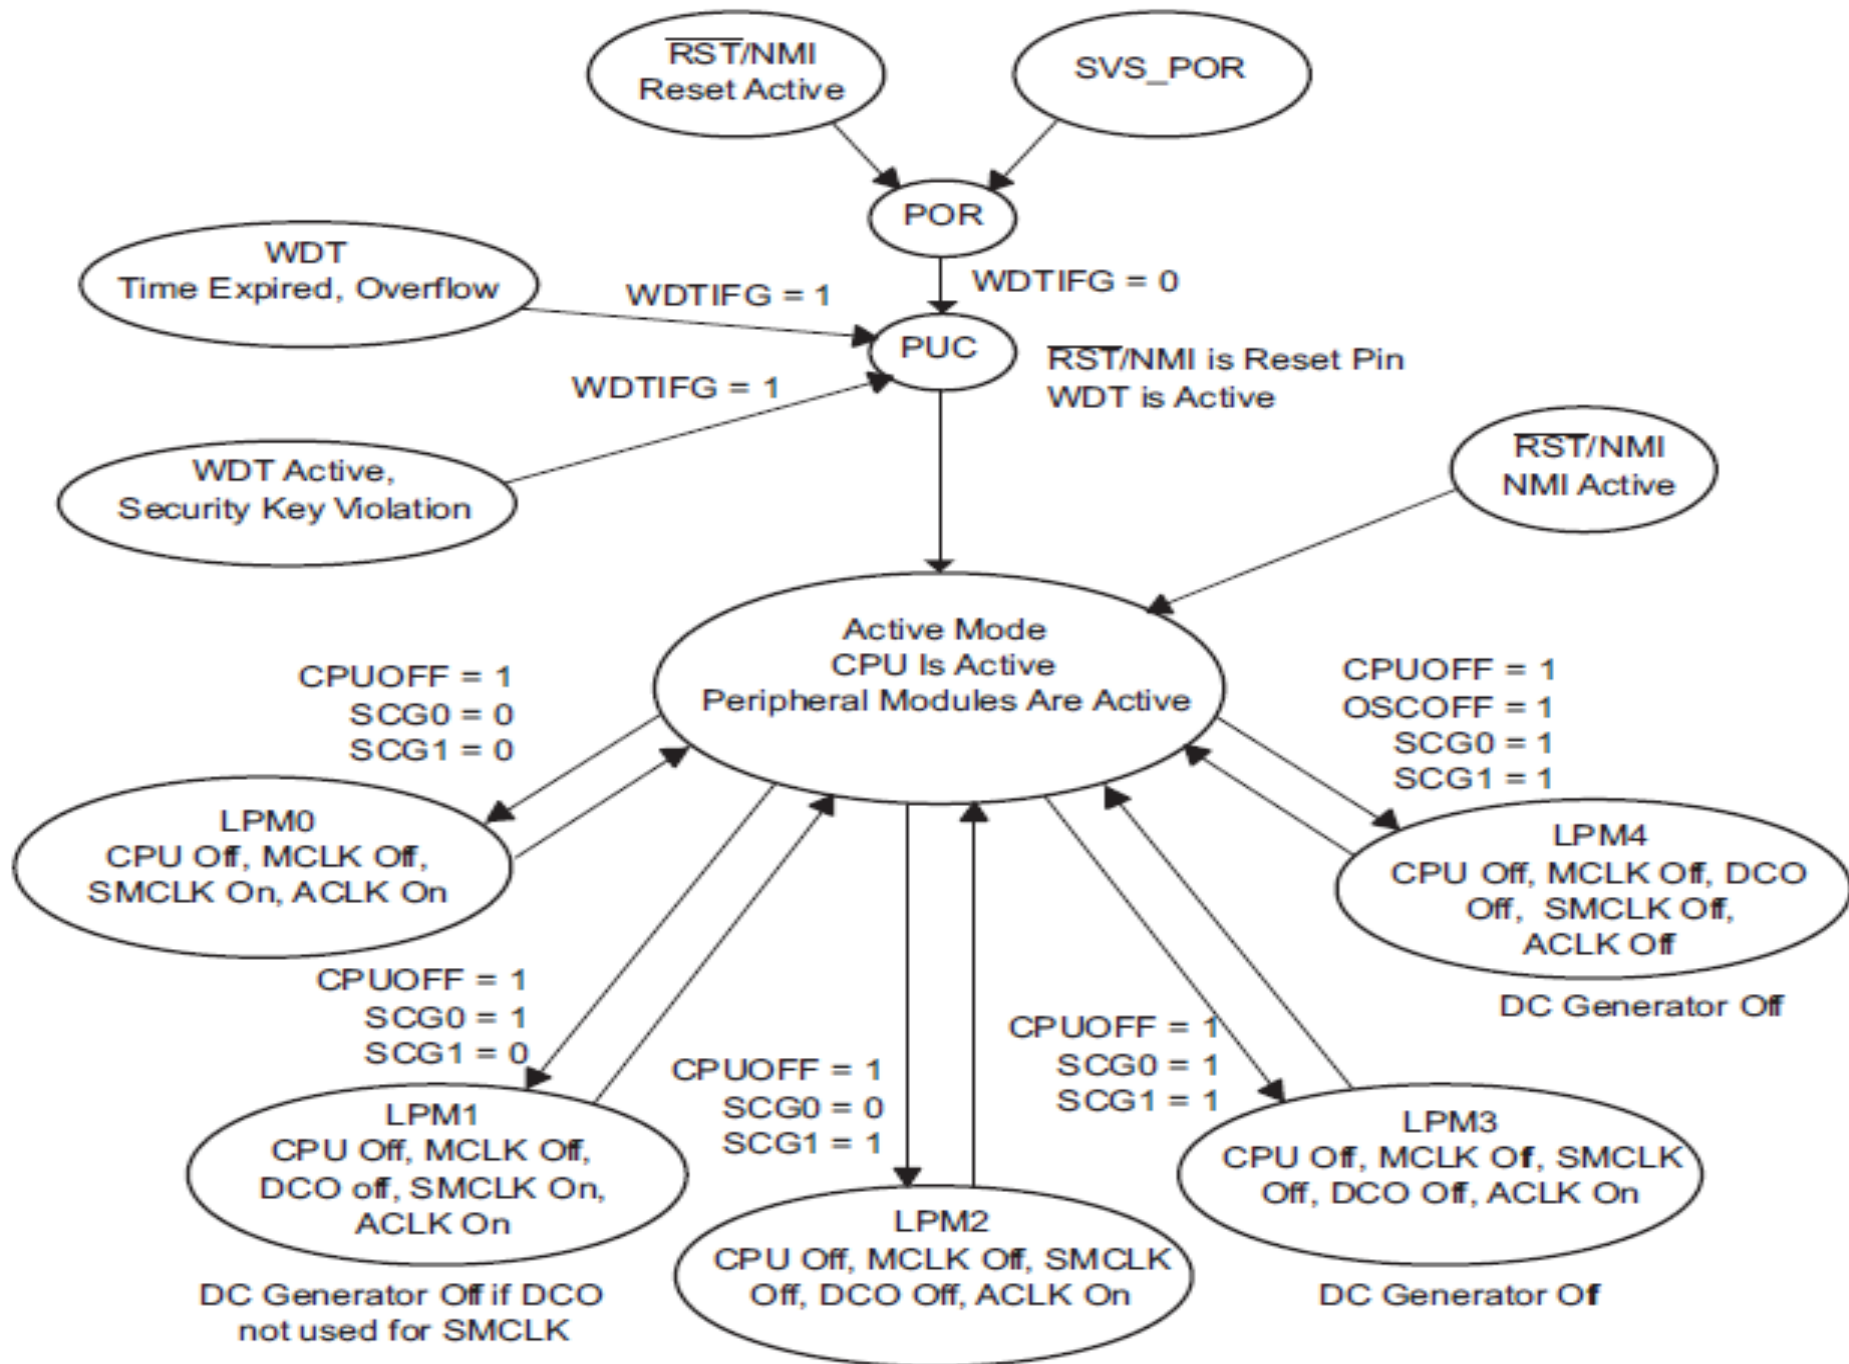 RST/NMI
Reset Active
SVS_POR
POR
WDT
Time Expired, Overflow
WDTIFG = 1
WDTIFG = 0
PUC
RST/NMI is Reset Pin
WDT is Active
WDTIFG = 1
WDT Active,
Security Key Violation
RST/NMI
NMI Active
Active Mode
CPU Is Active
Peripheral Modules Are Active
CPUOFF = 1
SCG0 = 0
SCG1 = 0
CPUOFF = 1
OSCOFF = 1
SCG0 = 1
SCG1 = 1
LPM0
CPU Off, MCLK Off,
SMCLK On, ACLK On
LPM4
CPU Off, MCLK Off, DCO
Off, SMCLK Off,
ACLK Off
DC Generator Off
CPUOFF = 1
SCG0 = 1
SCG1 = 0
CPUOFF = 1
SCG0 = 0
SCG1 = 1
CPUOFF = 1
SCG0 = 1
SCG1 = 1
LPM1
CPU Off, MCLK Off,
DCO off, SMCLK On,
ACLK On
DC Generator Off if DCO
not used for SMCLK
LPM2
CPU Off, MCLK Off, SMCLK
Off, DCO Off, ACLK On
LPM3
CPU Off, MCLK Of, SMCLK
Off, DCO Off, ACLK On
DC Generator Of